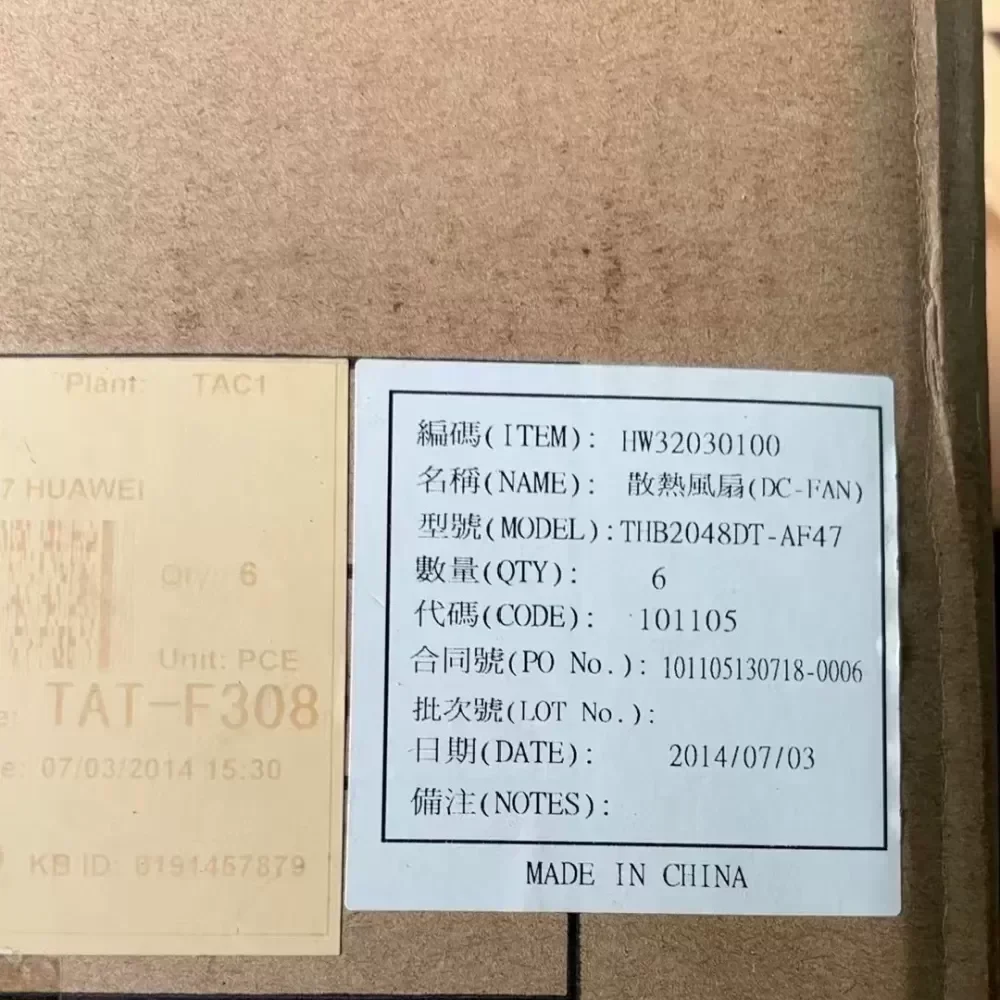 Plant: TAC1
7 HUAWEI
Qty: 6
Unit: PCE
TAT-F308
e: 07/03/2014 15:30
KB ID: 6191457879
編碼(ITEM): HW32030100
名稱(NAME): 散熱風扇(DC-FAN)
型號(MODEL): THB2048DT-AF47
數量(QTY): 6
代碼(CODE): 101105
合同號(PO No.): 101105130718-0006
批次號(LOT No.):
日期(DATE): 2014/07/03
備注(NOTES):
MADE IN CHINA